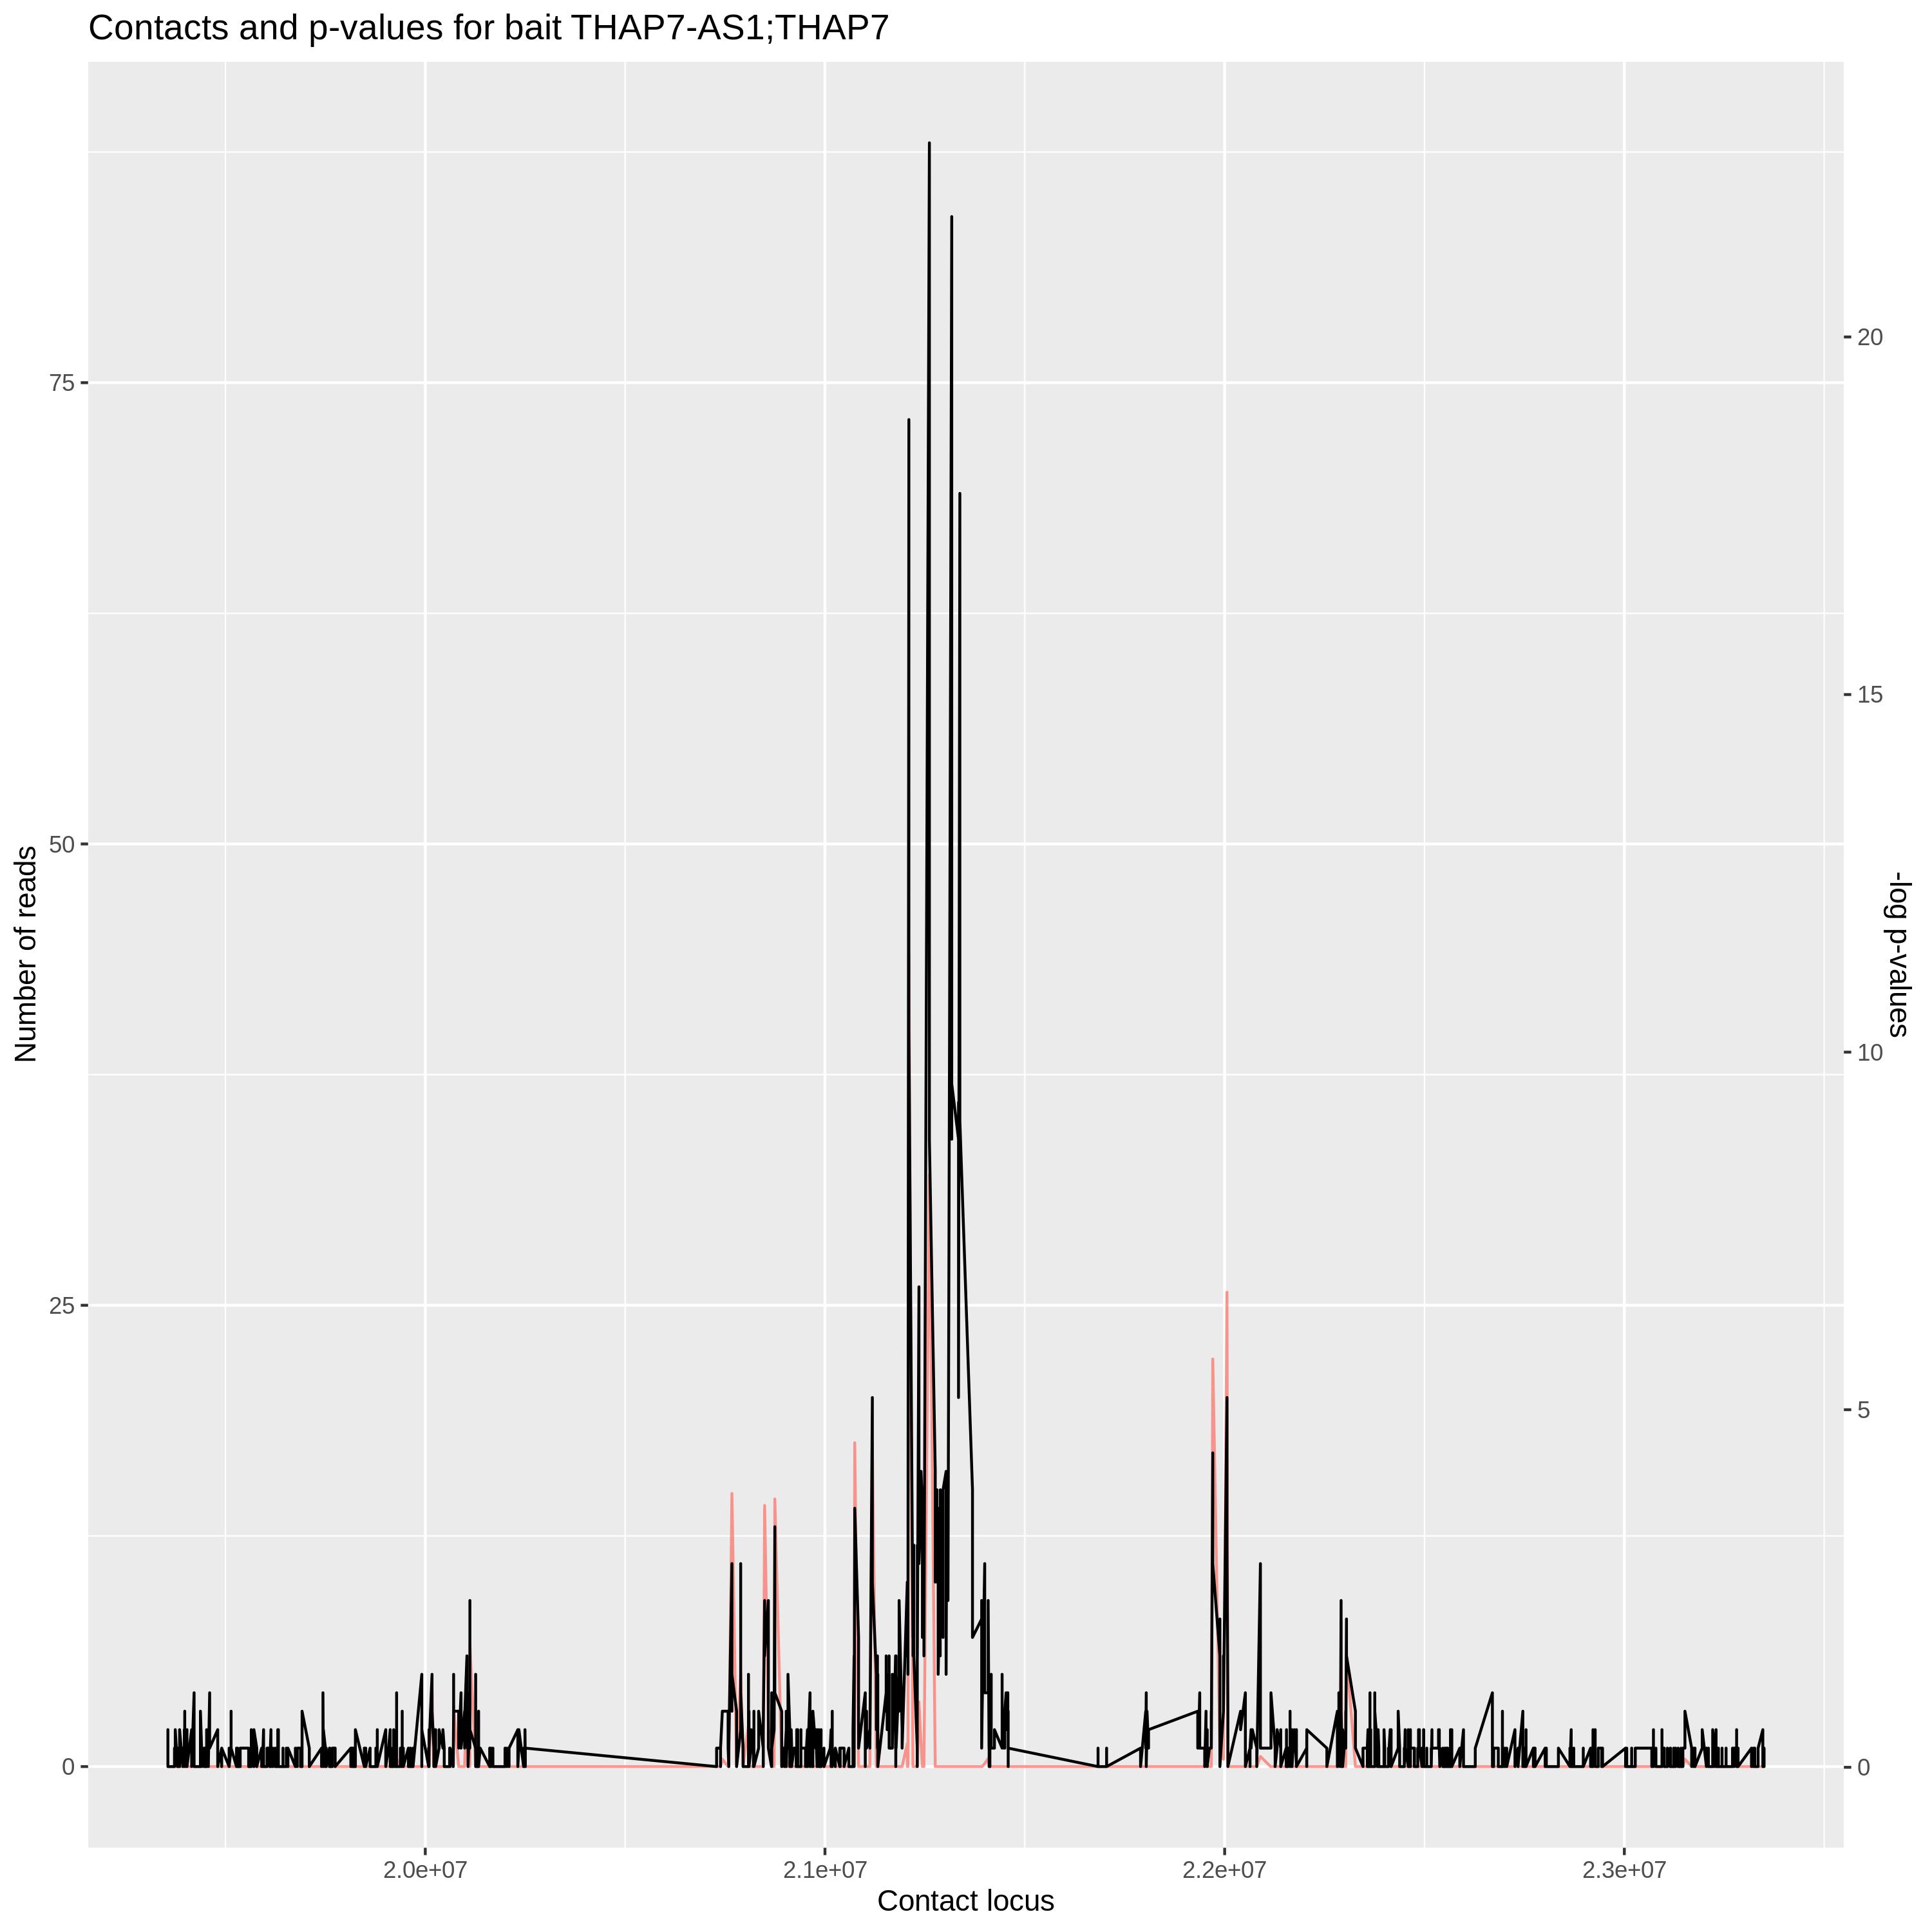 Contacts and p-values for bait THAP7-AS1;THAP7
75
50
25
0
Number of reads
20
15
10
5
0
-log p-values
2.0e+07 2.1e+07 2.2e+07 2.3e+07
Contact locus